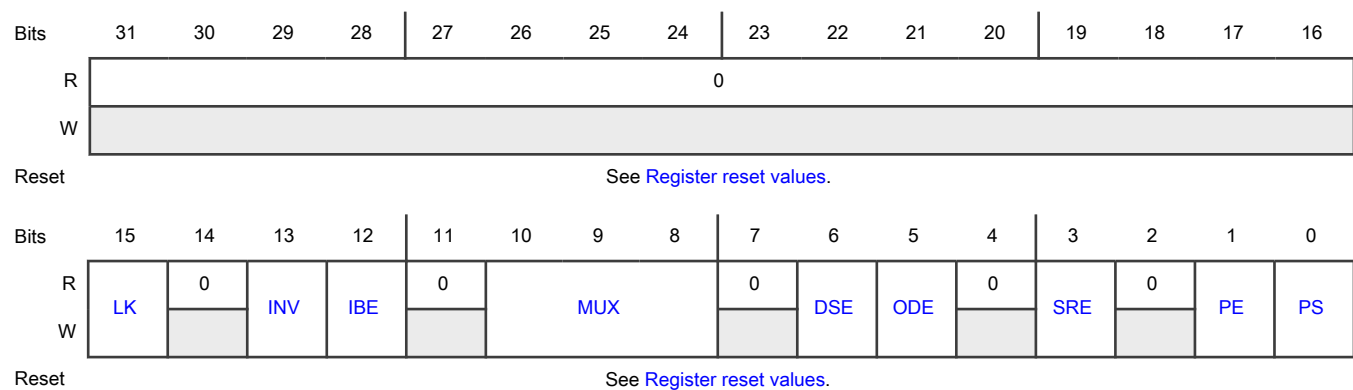 Bits 31 30 29 28 27 26 25 24 23 22 21 20 19 18 17 16
R 0
W
Reset See Register reset values.
Bits 15 14 13 12 11 10 9 8 7 6 5 4 3 2 1 0
R LK 0 INV IBE 0 MUX 0 DSE ODE 0 SRE 0 PE PS
W
Reset See Register reset values.